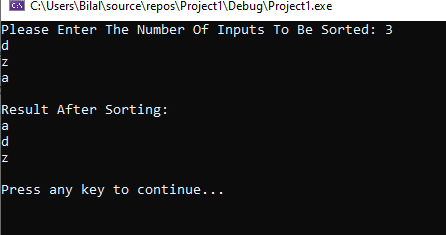 C:\Users\Bilal\source\repos\Project1\Debug\Project1.exe
Please Enter The Number Of Inputs To Be Sorted: 3
d
z
a
Result After Sorting:
a
d
z
Press any key to continue...